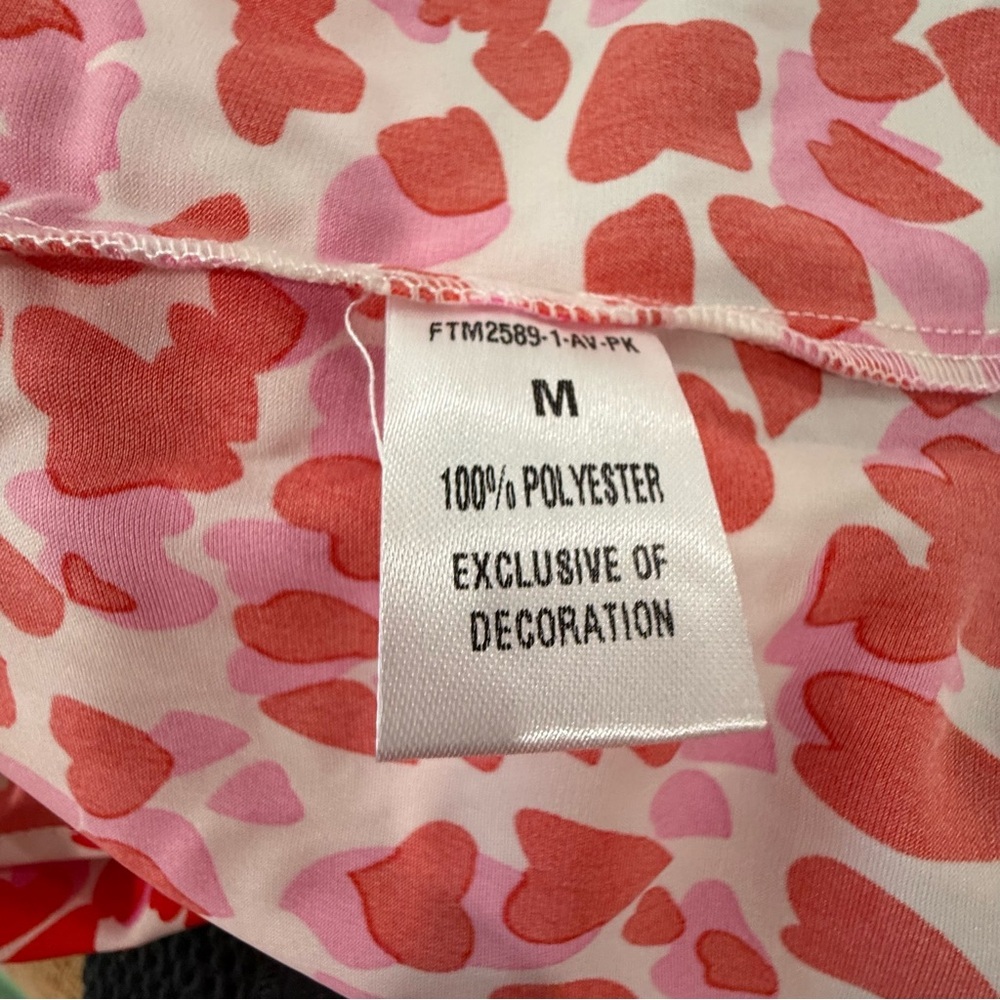 FTM2589-1-AV-PK
M
100% POLYESTER
EXCLUSIVE OF
DECORATION